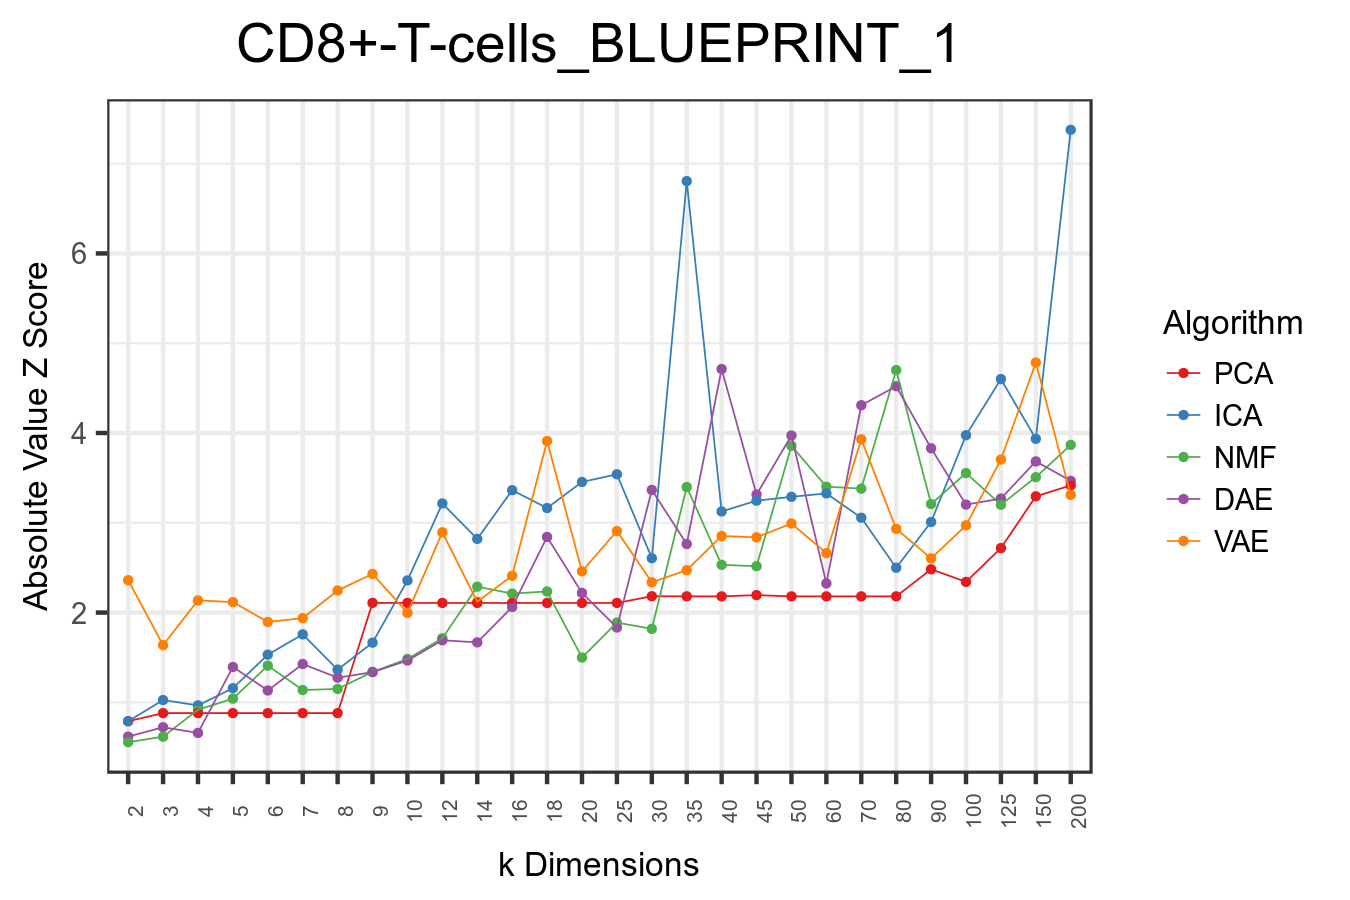 CD8+-T-cells_BLUEPRINT_1
Absolute Value Z Score
6
4
2
2 3 4 5 6 7 8 9 10 12 14 16 18 20 25 30 35 40 45 50 60 70 80 90 100 125 150 200
k Dimensions
Algorithm
PCA
ICA
NMF
DAE
VAE